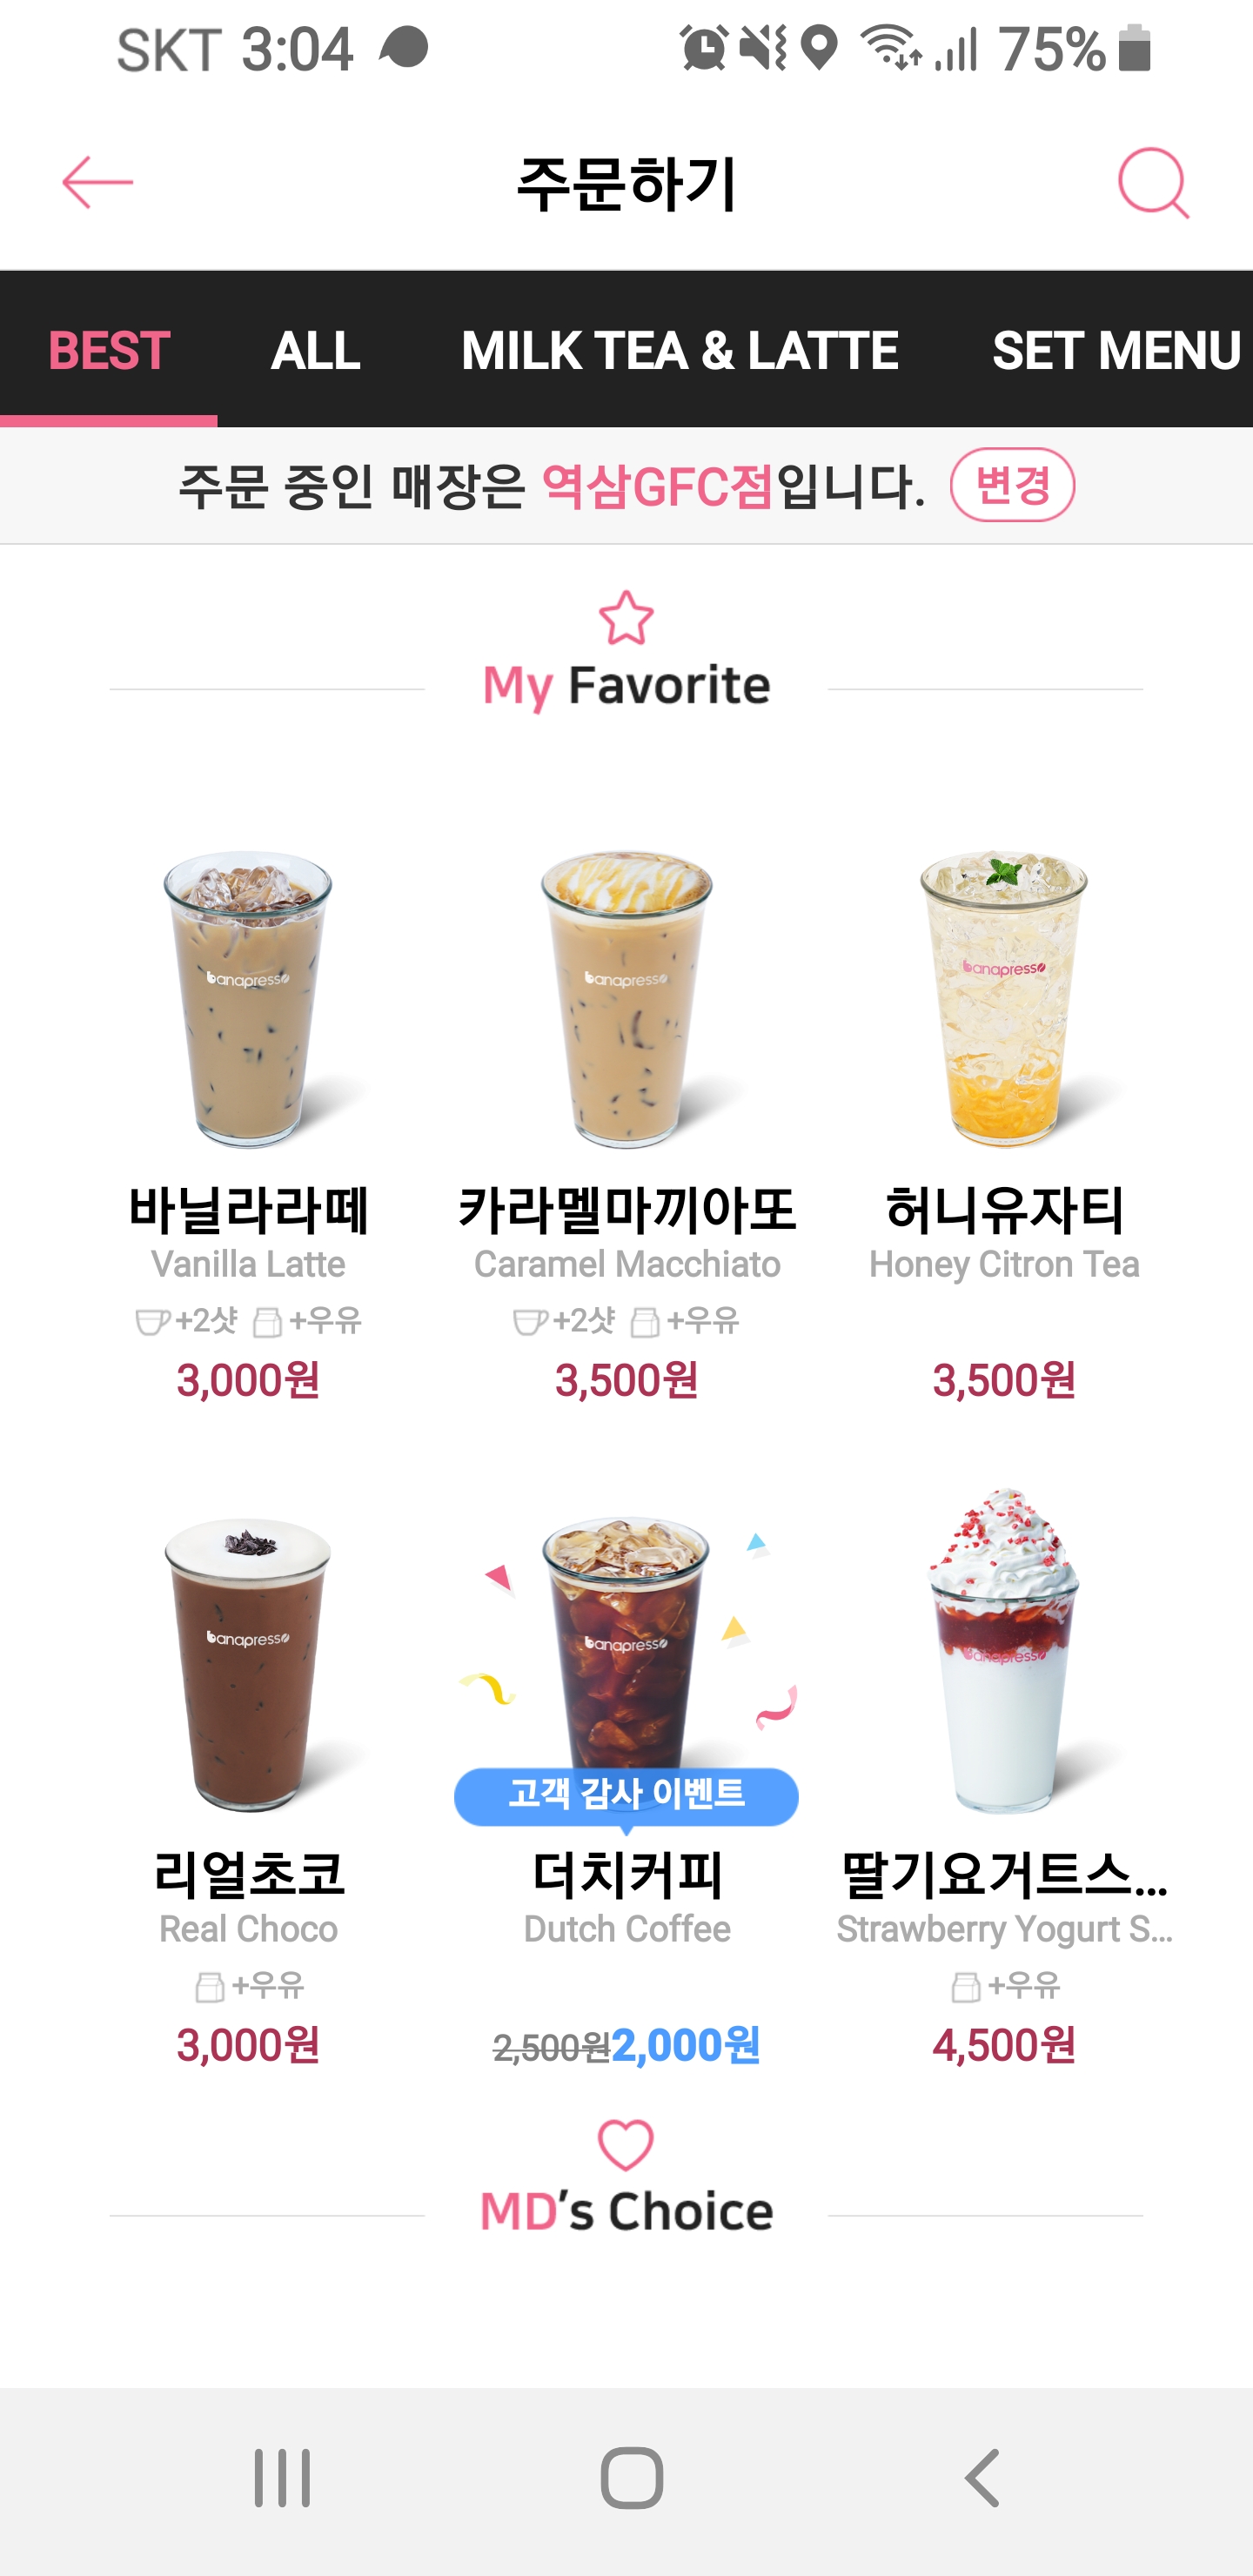 SKT 3:04 75%
주문하기
BEST ALL MILK TEA & LATTE SET MENU
주문 중인 매장은 역삼GFC점입니다. 변경
My Favorite
banapresso banapresso banapresso
바닐라라떼 카라멜마끼아또 허니유자티
Vanilla Latte Caramel Macchiato Honey Citron Tea
+2샷 +우유 +2샷 +우유
3,000원 3,500원 3,500원
banapresso banapresso banapresso
고객 감사 이벤트
리얼초코 더치커피 딸기요거트스...
Real Choco Dutch Coffee Strawberry Yogurt S...
+우유 +우유
3,000원 2,500원2,000원 4,500원
MD's Choice